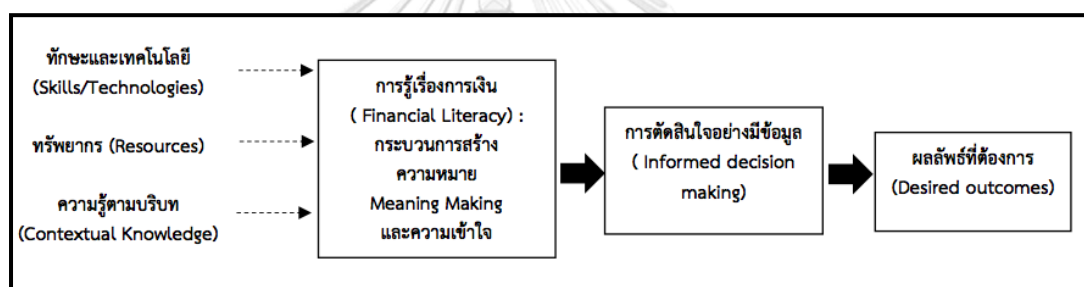 ทักษะและเทคโนโลยี
(Skills/Technologies)
ทรัพยากร (Resources)
ความรู้ตามบริบท
(Contextual Knowledge)
การรู้เรื่องการเงิน
( Financial Literacy) :
กระบวนการสร้าง
ความหมาย
Meaning Making
และความเข้าใจ
การตัดสินใจอย่างมีข้อมูล
( Informed decision
making)
ผลลัพธ์ที่ต้องการ
(Desired outcomes)